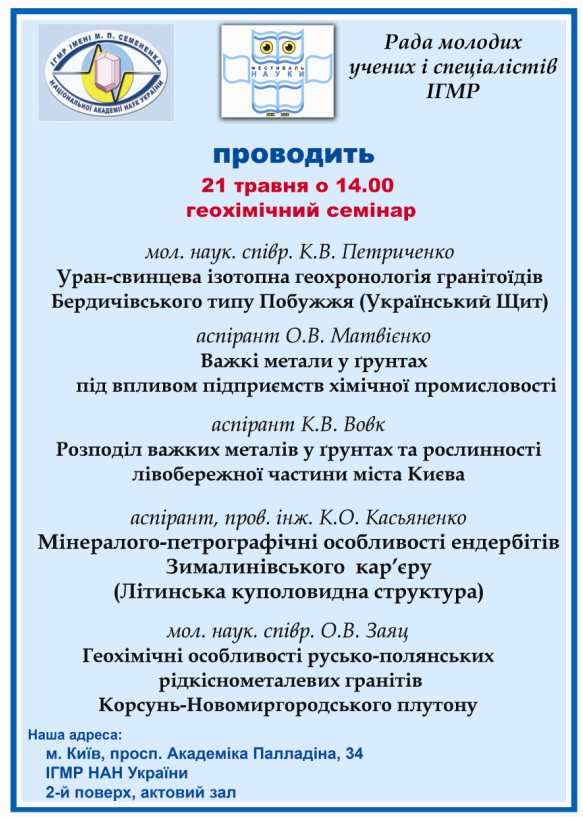 ІГМР ІМЕНІ М. П. СЕМЕНЕНКА
НАЦІОНАЛЬНОЇ АКАДЕМІЇ НАУК УКРАЇНИ
ФЕСТИВАЛЬ
НАУКИ
Рада молодих
учених і спеціалістів
ІГМР
проводить
21 травня о 14.00
геохімічний семінар
мол. наук. співр. К.В. Петриченко
Уран-свинцева ізотопна геохронологія гранітоїдів
Бердичівського типу Побужжя (Український Щит)
аспірант О.В. Матвієнко
Важкі метали у ґрунтах
під впливом підприємств хімічної промисловості
аспірант К.В. Вовк
Розподіл важких металів у ґрунтах та рослинності
лівобережної частини міста Києва
аспірант, пров. інж. К.О. Касьяненко
Мінералого-петрографічні особливості ендербітів
Зималинівського кар’єру
(Літинська куполовидна структура)
мол. наук. співр. О.В. Заяц
Геохімічні особливості русько-полянських
рідкіснометалевих гранітів
Корсунь-Новомиргородського плутону
Наша адреса:
м. Київ, просп. Академіка Палладіна, 34
ІГМР НАН України
2-й поверх, актовий зал